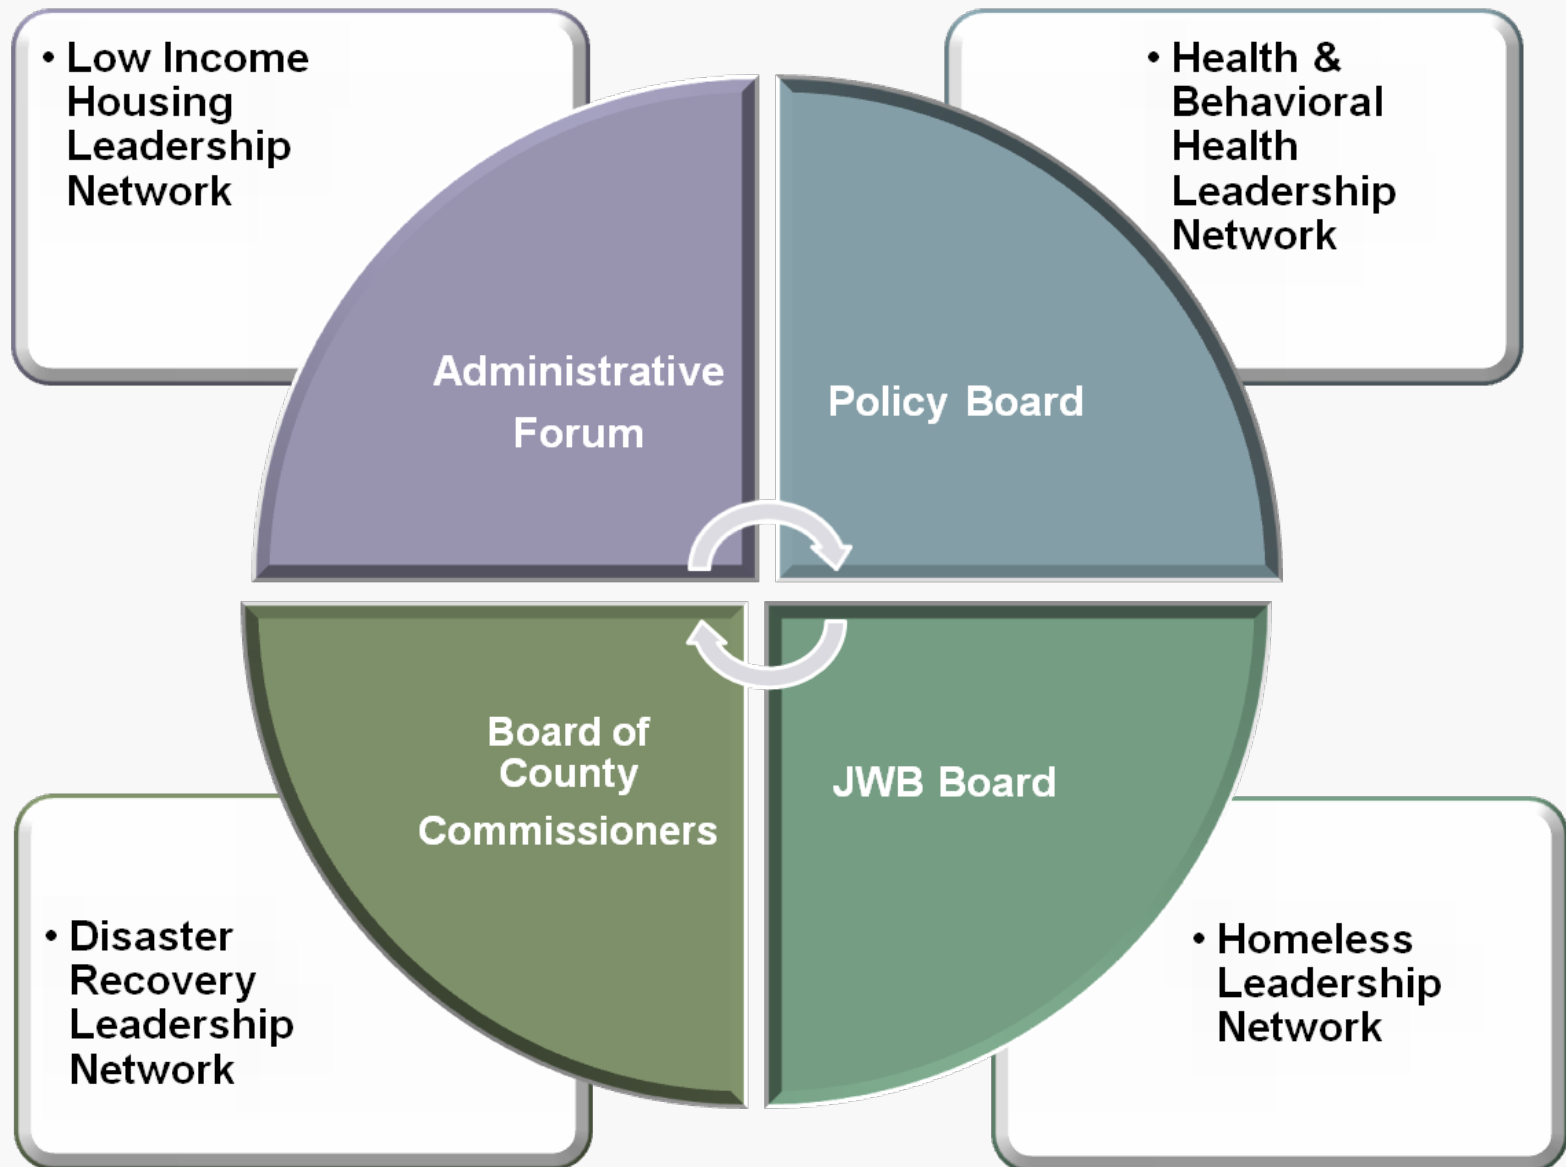 • Low Income
Housing
Leadership
Network
• Health &
Behavioral
Health
Leadership
Network
Administrative
Forum
Policy Board
Board of
County
Commissioners
JWB Board
• Disaster
Recovery
Leadership
Network
• Homeless
Leadership
Network